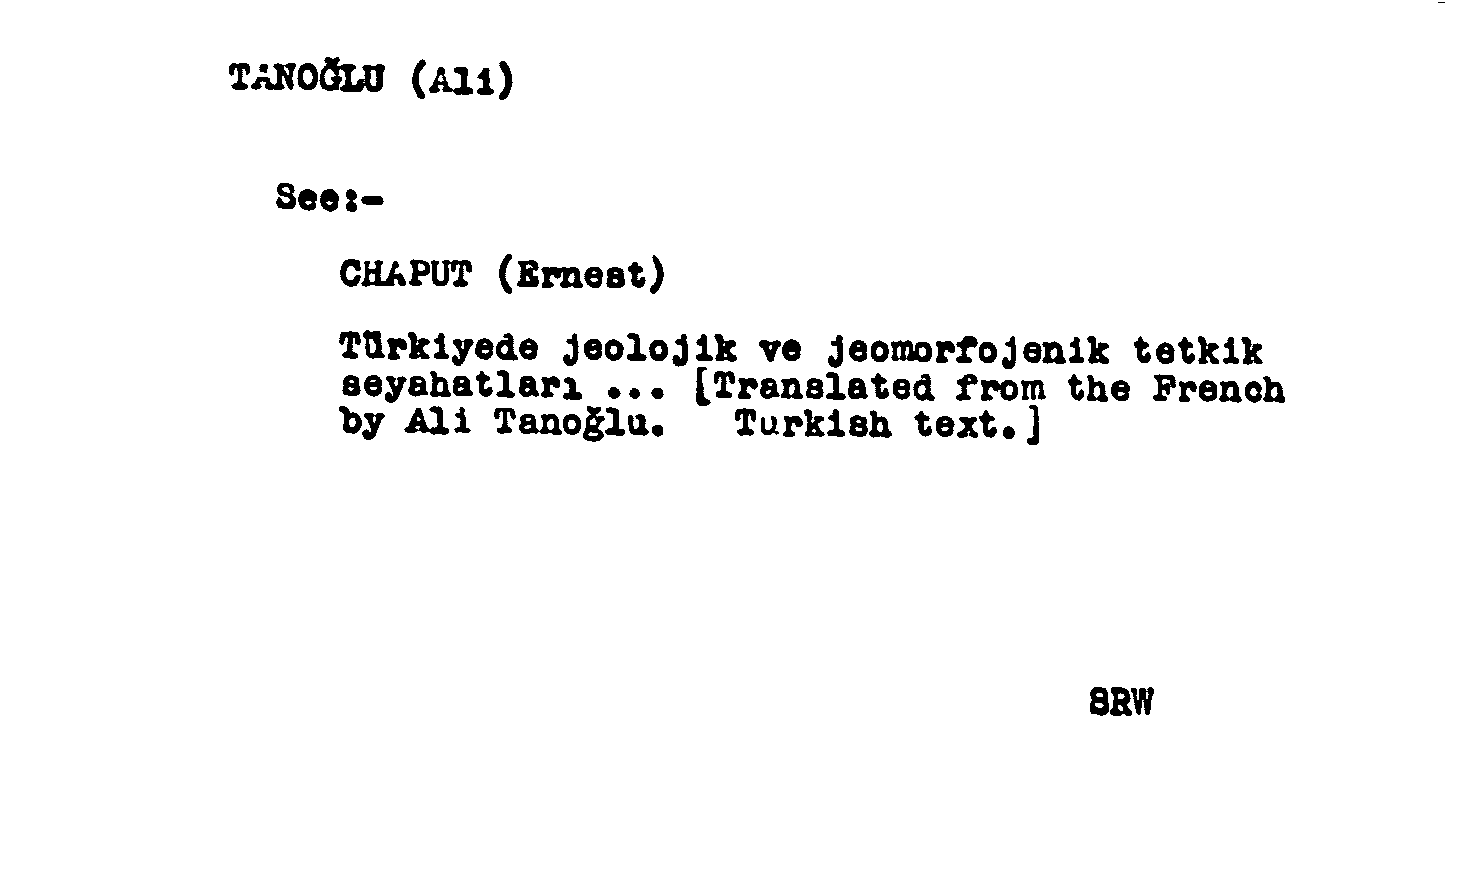 TANOĞLU (Ali)
See:-
CHAPUT (Ernest)
Türkiyede jeolojik ve jeomorfojenik tetkik
seyahatları ... [Translated from the French
by Ali Tanoğlu. Turkish text.]
SRW